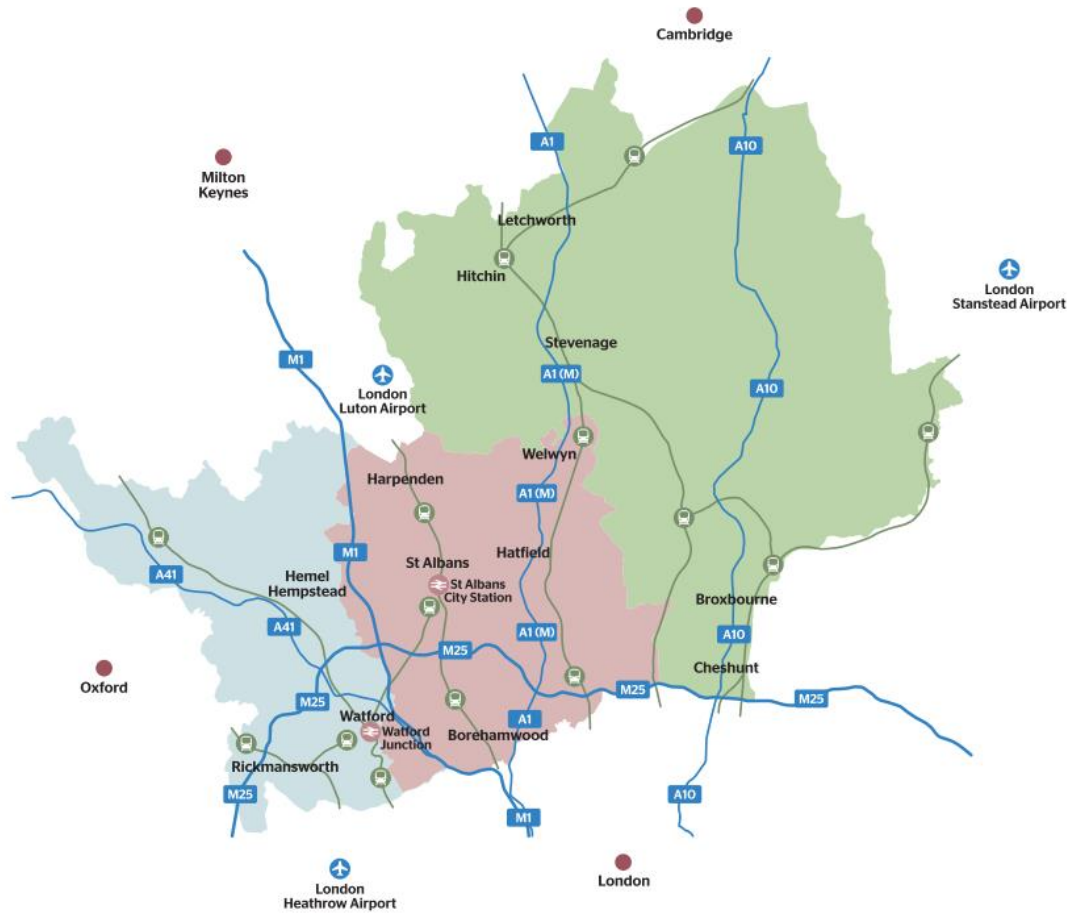 Cambridge
A1
A10
Milton
Keynes
Letchworth
Hitchin
London
Stanstead Airport
Stevenage
M1
A1 (M)
London
Luton Airport
A10
Welwyn
Harpenden
A1 (M)
M1
Hatfield
St Albans
A41
Hemel
Hempstead
St Albans
City Station
Broxbourne
A41
A1 (M)
A10
M25
Cheshunt
Oxford
M25
M25
M25
Watford
A1
Watford
Junction
Borehamwood
Rickmansworth
M25
A10
M1
London
London
Heathrow Airport